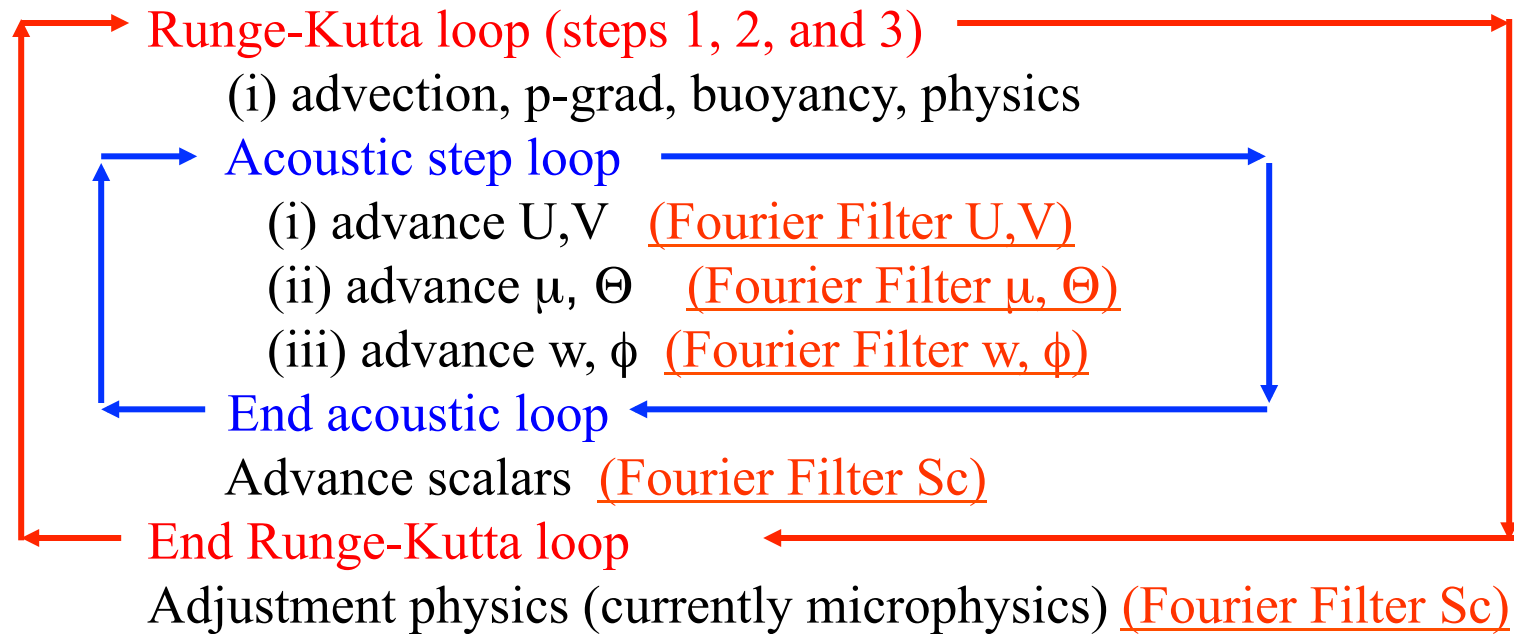 Runge-Kutta loop (steps 1, 2, and 3)
(i) advection, p-grad, buoyancy, physics
Acoustic step loop
(i) advance U,V (Fourier Filter U,V)
(ii) advance μ, Θ (Fourier Filter μ, Θ)
(iii) advance w, ϕ (Fourier Filter w, ϕ)
End acoustic loop
Advance scalars (Fourier Filter Sc)
End Runge-Kutta loop
Adjustment physics (currently microphysics) (Fourier Filter Sc)